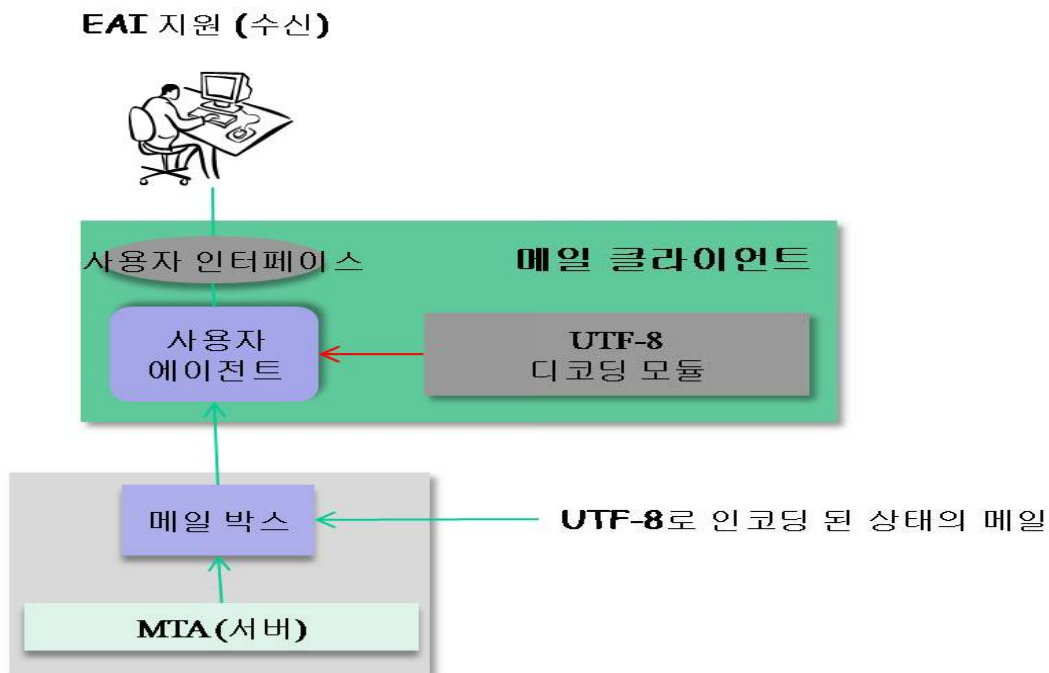 EAI 지원 (수신)
사용자 인터페이스
메일 클라이언트
사용자
에이전트
UTF-8
디코딩 모듈
메일 박스
UTF-8로 인코딩 된 상태의 메일
MTA(서버)